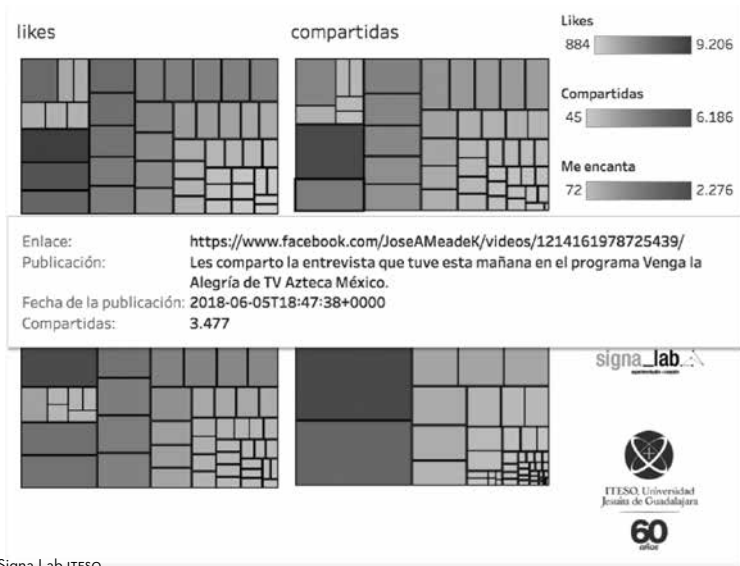 likes
compartidas
Likes
884 9.206
Compartidas
45 6.186
Me encanta
72 2.276
Enlace: https://www.facebook.com/JoseAMeadeK/videos/1214161978725439/
Publicación: Les comparto la entrevista que tuve esta mañana en el programa Venga la
Alegría de TV Azteca México.
Fecha de la publicación: 2018-06-05T18:47:38+0000
Compartidas: 3.477
signa_lab
ITESO, Universidad
Jesuita de Guadalajara
60
años
Signa Lab ITESO